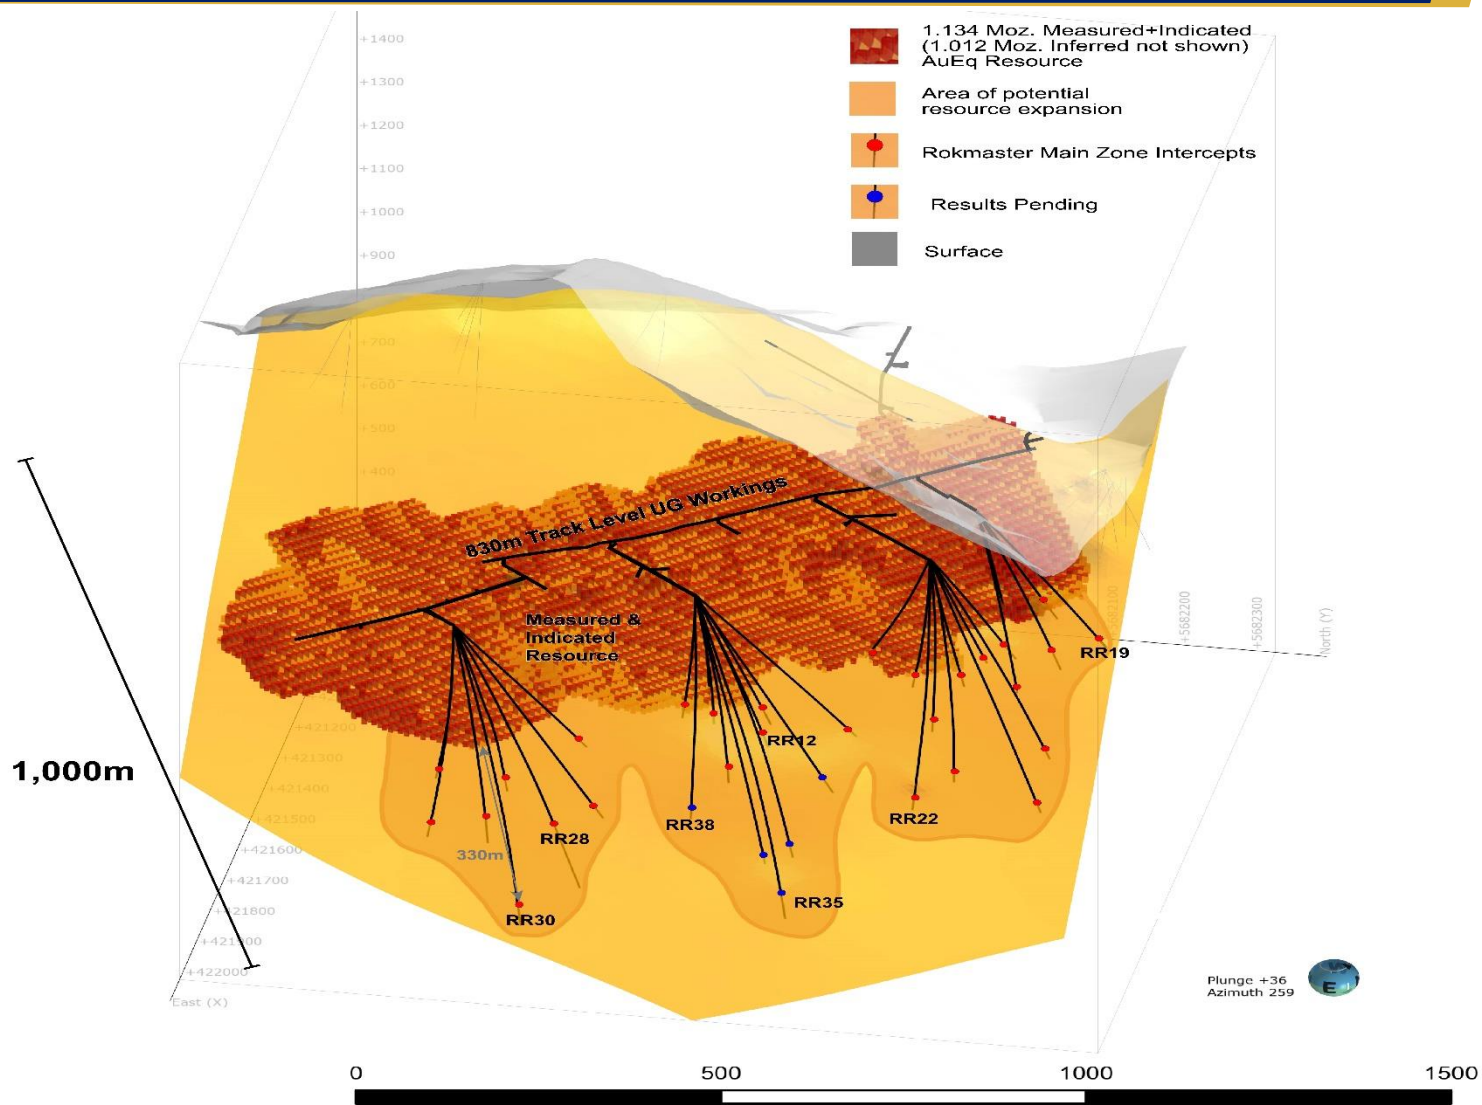 +1400
+1300
+1200
+1100
+1000
+900
+700
+600
+500
+400
1.134 Moz. Measured+Indicated
(1.012 Moz. Inferred not shown)
AuEq Resource
Area of potential
resource expansion
Rokmaster Main Zone Intercepts
Results Pending
Surface
830m Track Level UG Workings
Measured &
Indicated
Resource
1,000m
RR19
RR12
RR38
RR22
RR28
330m
RR30
RR35
+421200
+421300
+421400
+421500
+421600
+421700
+421800
+421900
+422000
East (X)
+5682200
+5682300
North (Y)
Plunge +36
Azimuth 259
E
0
500
1000
1500